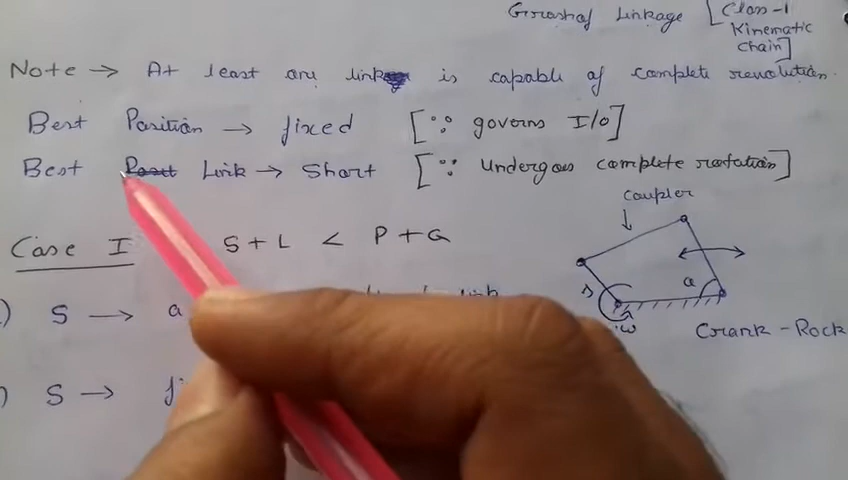 Grrashof Linkage [Class-I
Kinematic
Chain]
Note → At least one link is capable of complete revolution.
Best Position → fixed [∵ governs I/O]
Best Link → Short [∵ undergoes complete rotation]
coupler
Case I S + L < P + Q
S → a
a
s
ω
Crank - Rock
S →